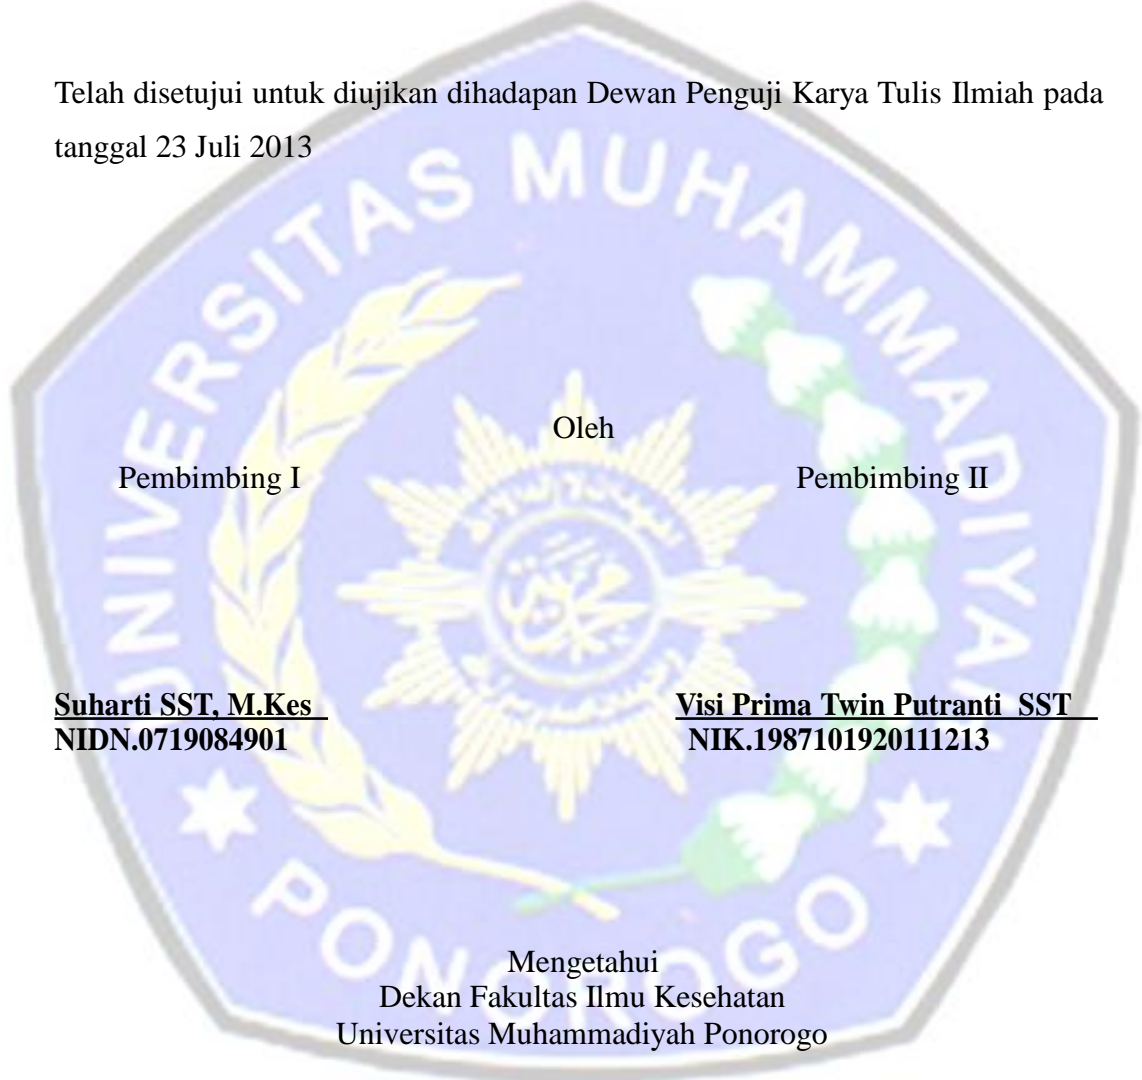 Telah disetujui untuk diujikan dihadapan Dewan Penguji Karya Tulis Ilmiah pada
tanggal 23 Juli 2013
UNIVERSITAS MUHAMMADIYAH
Oleh
Pembimbing I Pembimbing II
Suharti SST, M.Kes Visi Prima Twin Putranti SST
NIDN.0719084901 NIK.1987101920111213
PONOROGO
Mengetahui
Dekan Fakultas Ilmu Kesehatan
Universitas Muhammadiyah Ponorogo